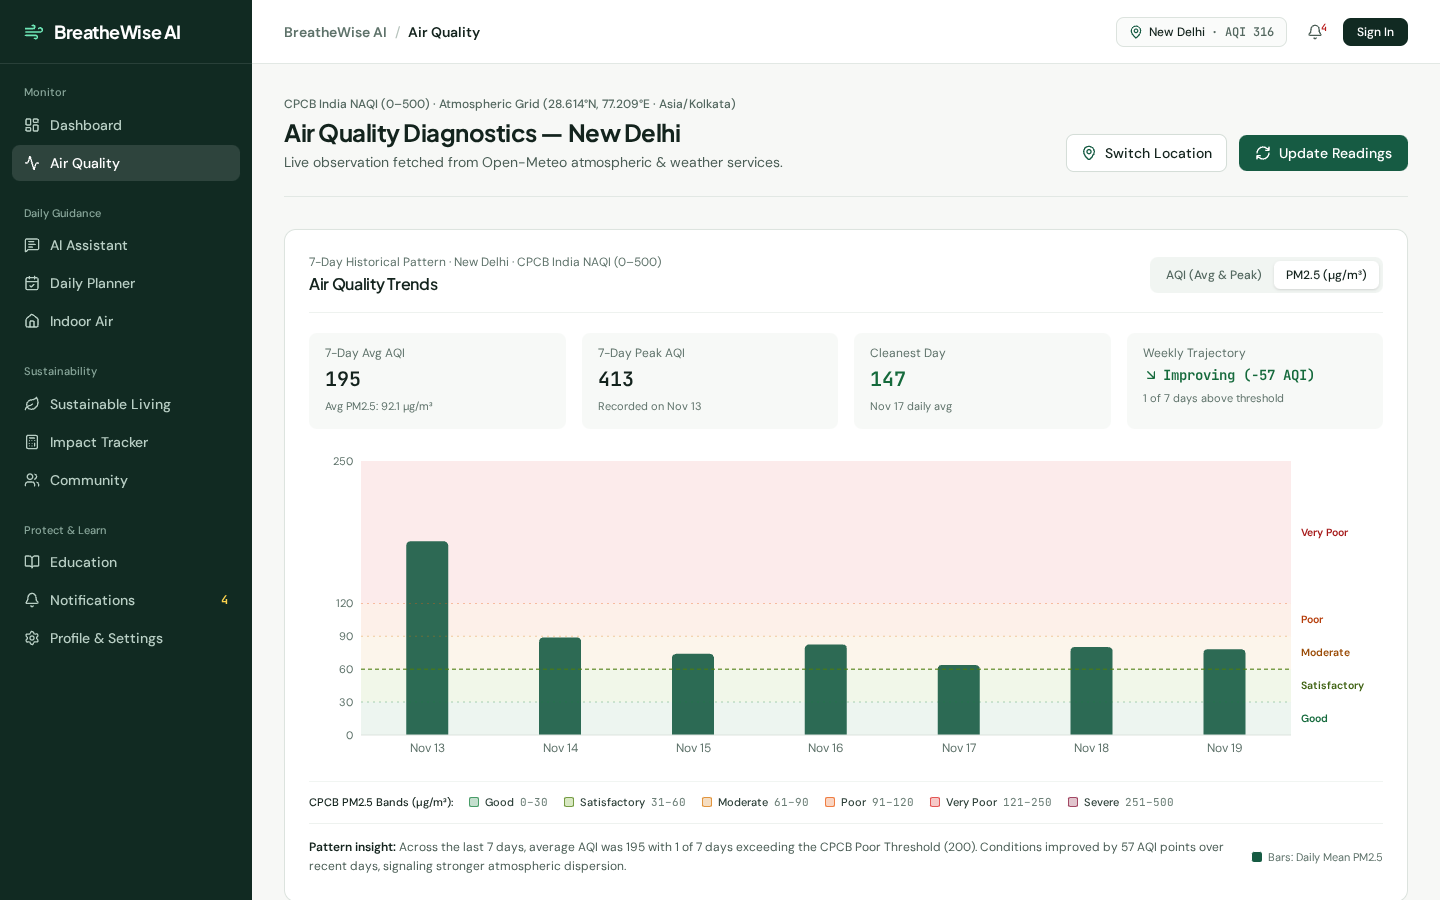 BreatheWise AI
Monitor
Dashboard
Air Quality
Daily Guidance
AI Assistant
Daily Planner
Indoor Air
Sustainability
Sustainable Living
Impact Tracker
Community
Protect & Learn
Education
Notifications 4
Profile & Settings
BreatheWise AI / Air Quality
New Delhi · AQI 316
4
Sign In
CPCB India NAQI (0–500) · Atmospheric Grid (28.614°N, 77.209°E · Asia/Kolkata)
Air Quality Diagnostics — New Delhi
Live observation fetched from Open-Meteo atmospheric & weather services.
Switch Location
Update Readings
7-Day Historical Pattern · New Delhi · CPCB India NAQI (0–500)
Air Quality Trends
AQI (Avg & Peak)
PM2.5 (µg/m³)
7-Day Avg AQI
195
Avg PM2.5: 92.1 µg/m³
7-Day Peak AQI
413
Recorded on Nov 13
Cleanest Day
147
Nov 17 daily avg
Weekly Trajectory
Improving (-57 AQI)
1 of 7 days above threshold
250
120
90
60
30
0
Very Poor
Poor
Moderate
Satisfactory
Good
Nov 13 Nov 14 Nov 15 Nov 16 Nov 17 Nov 18 Nov 19
CPCB PM2.5 Bands (µg/m³): Good 0–30 Satisfactory 31–60 Moderate 61–90 Poor 91–120 Very Poor 121–250 Severe 251–500
Pattern insight: Across the last 7 days, average AQI was 195 with 1 of 7 days exceeding the CPCB Poor Threshold (200). Conditions improved by 57 AQI points over
recent days, signaling stronger atmospheric dispersion.
Bars: Daily Mean PM2.5